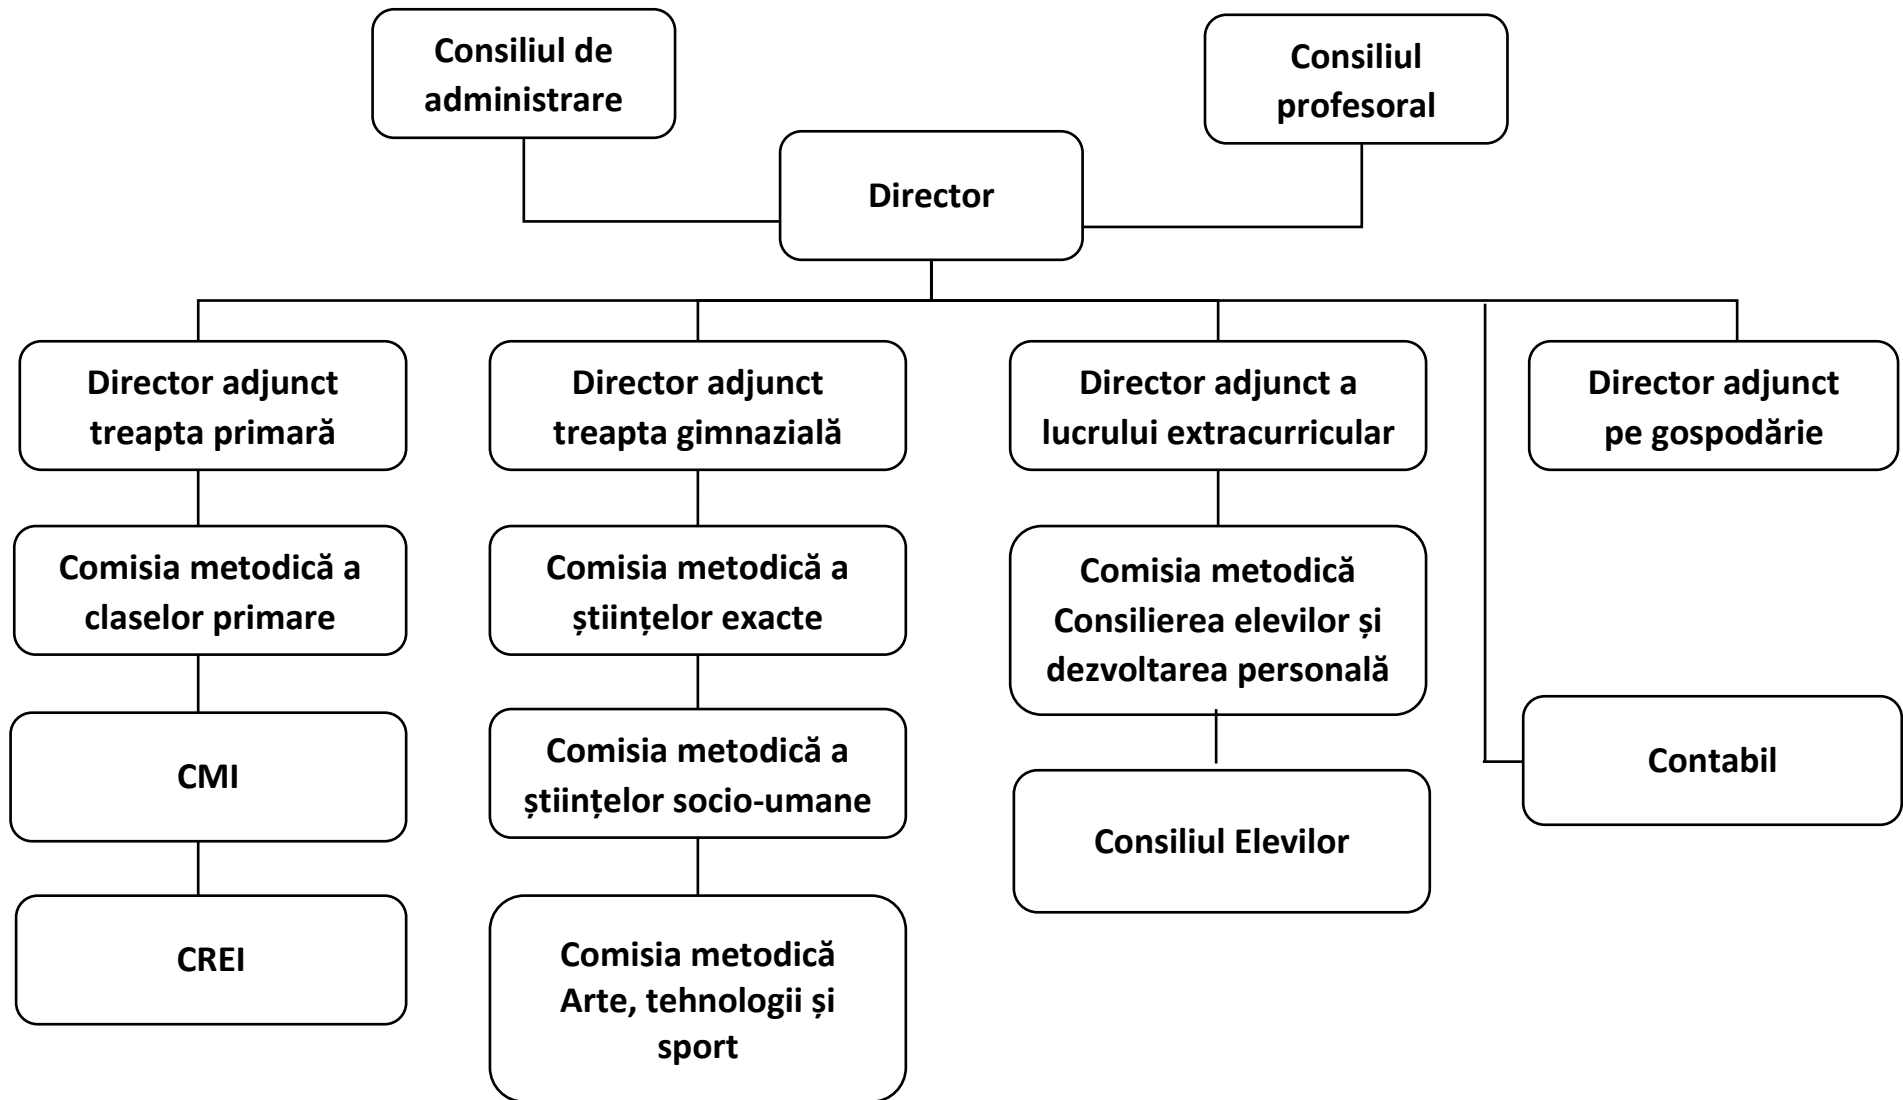 Consiliul de
administrare
Consiliul
profesoral
Director
Director adjunct
treapta primară
Director adjunct
treapta gimnazială
Director adjunct a
lucrului extracurricular
Director adjunct
pe gospodărie
Comisia metodică a
claselor primare
Comisia metodică a
științelor exacte
Comisia metodică
Consilierea elevilor și
dezvoltarea personală
CMI
Comisia metodică a
științelor socio-umane
Contabil
Consiliul Elevilor
CREI
Comisia metodică
Arte, tehnologii și
sport